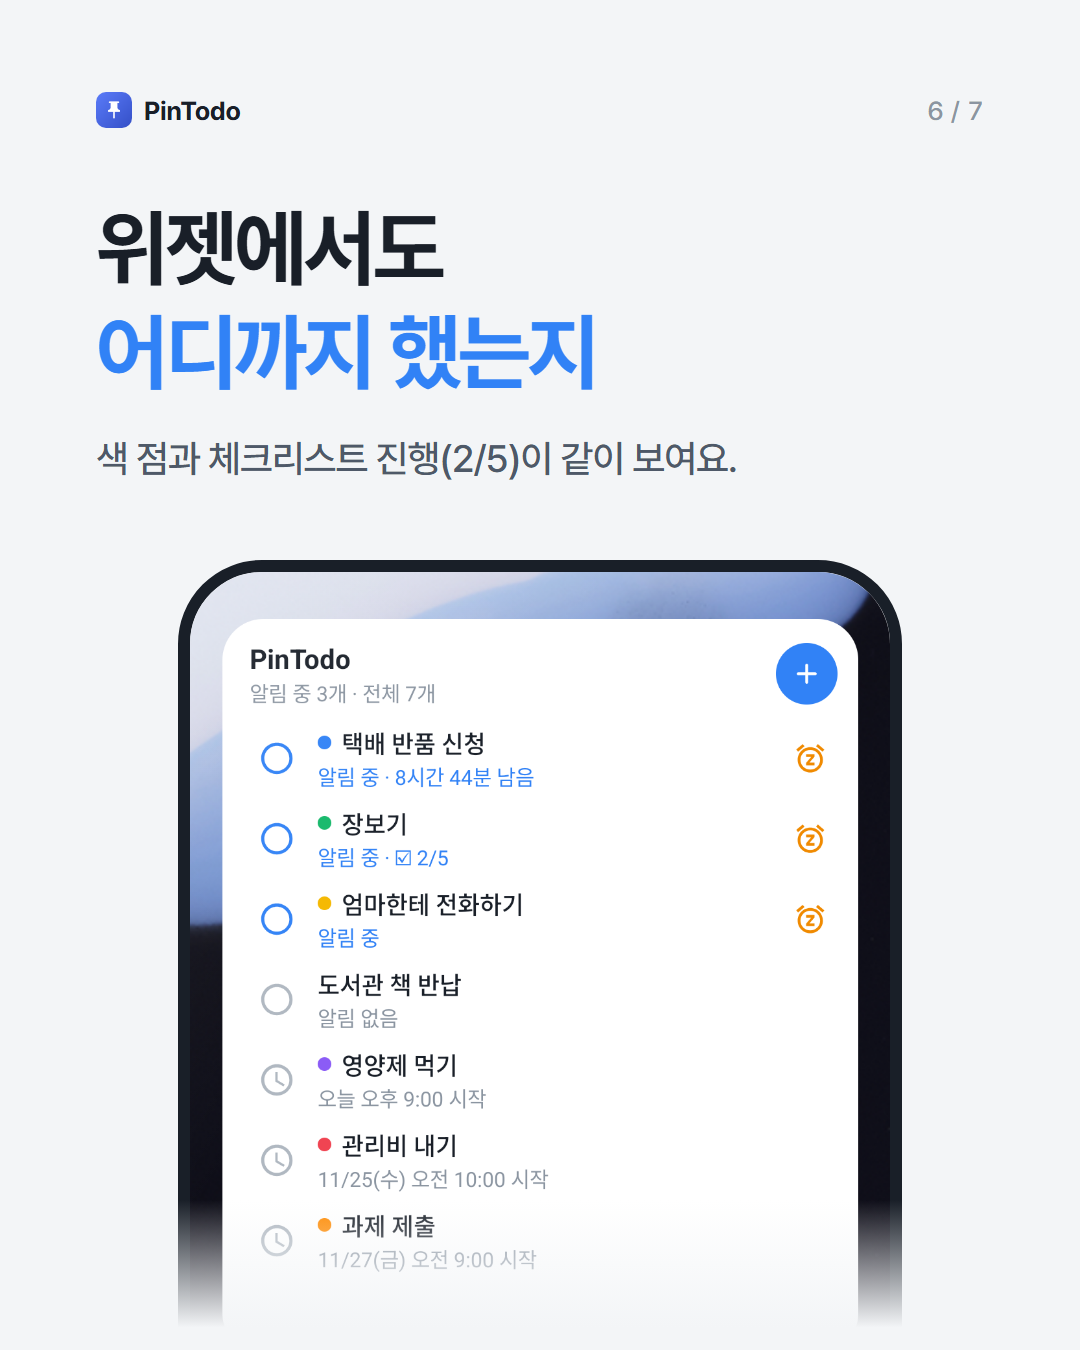 PinTodo
6 / 7
위젯에서도
어디까지 했는지
색 점과 체크리스트 진행(2/5)이 같이 보여요.
PinTodo
알림 중 3개 · 전체 7개
택배 반품 신청
알림 중 · 8시간 44분 남음
장보기
알림 중 · ☑ 2/5
엄마한테 전화하기
알림 중
도서관 책 반납
알림 없음
영양제 먹기
오늘 오후 9:00 시작
관리비 내기
11/25(수) 오전 10:00 시작
과제 제출
11/27(금) 오전 9:00 시작